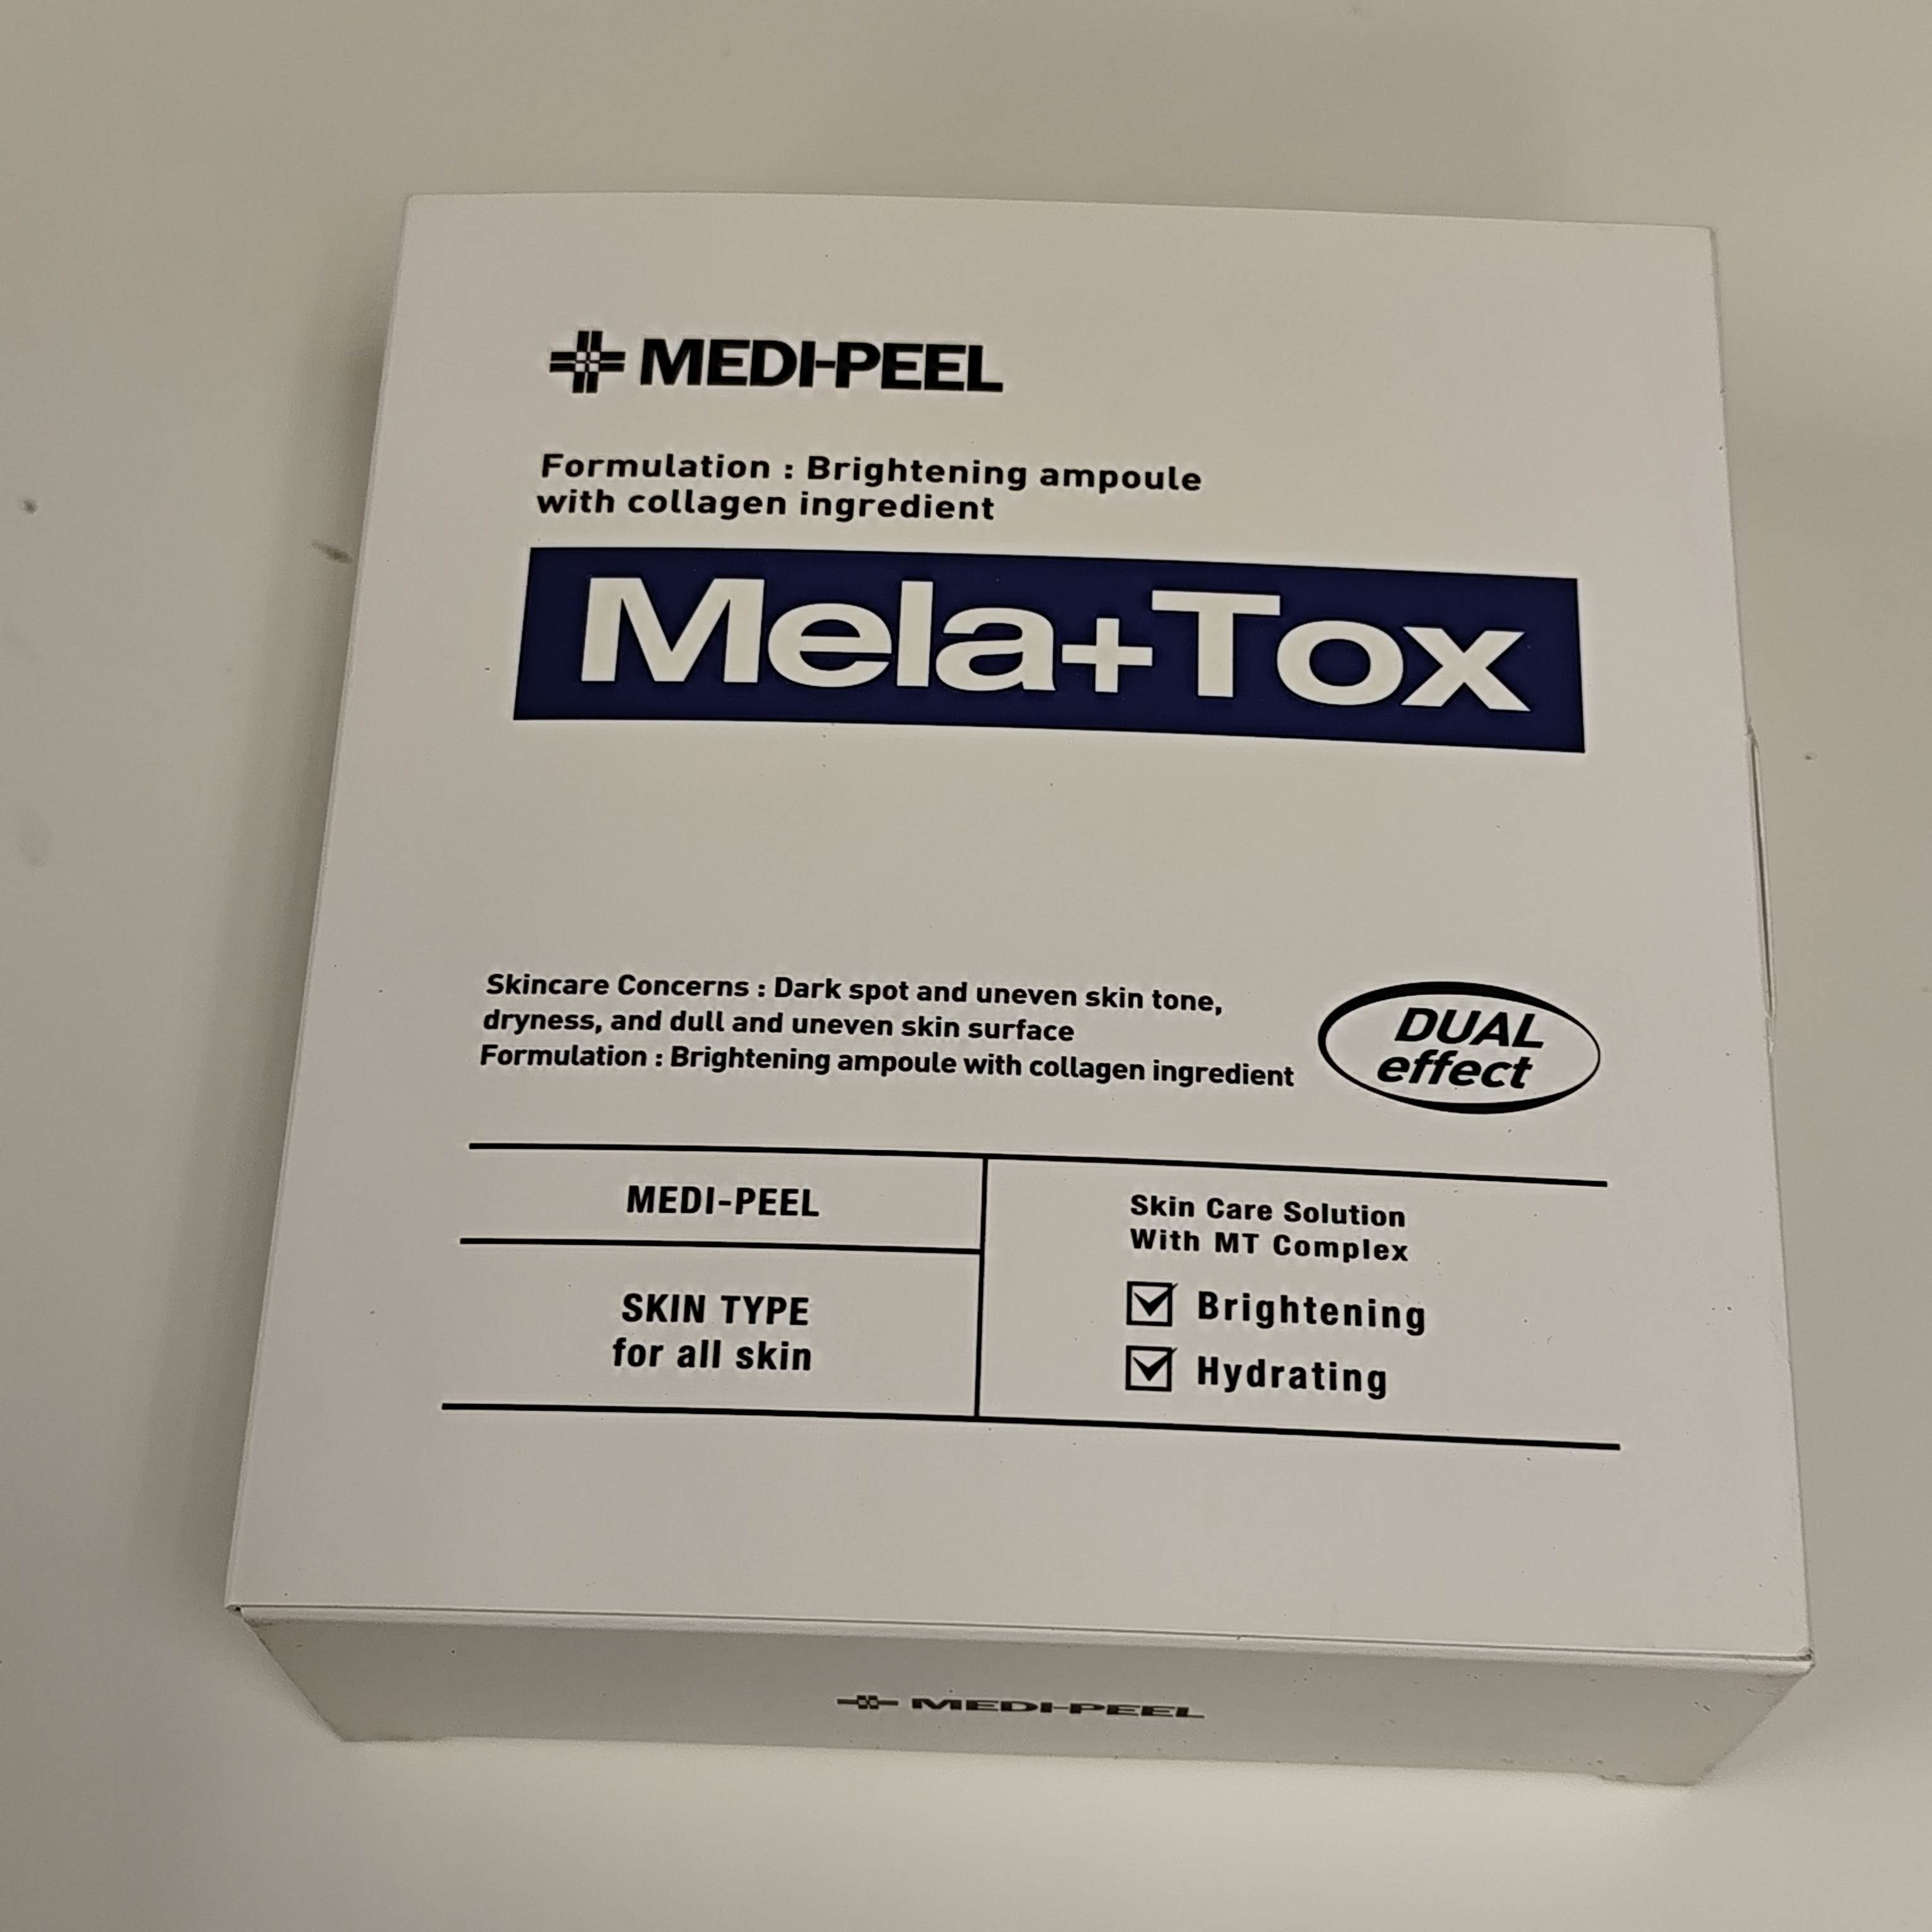 MEDI-PEEL
Formulation : Brightening ampoule
with collagen ingredient
Mela+Tox
Skincare Concerns : Dark spot and uneven skin tone,
dryness, and dull and uneven skin surface
Formulation : Brightening ampoule with collagen ingredient
DUAL
effect
MEDI-PEEL
SKIN TYPE
for all skin
Skin Care Solution
With MT Complex
Brightening
Hydrating
MEDI-PEEL